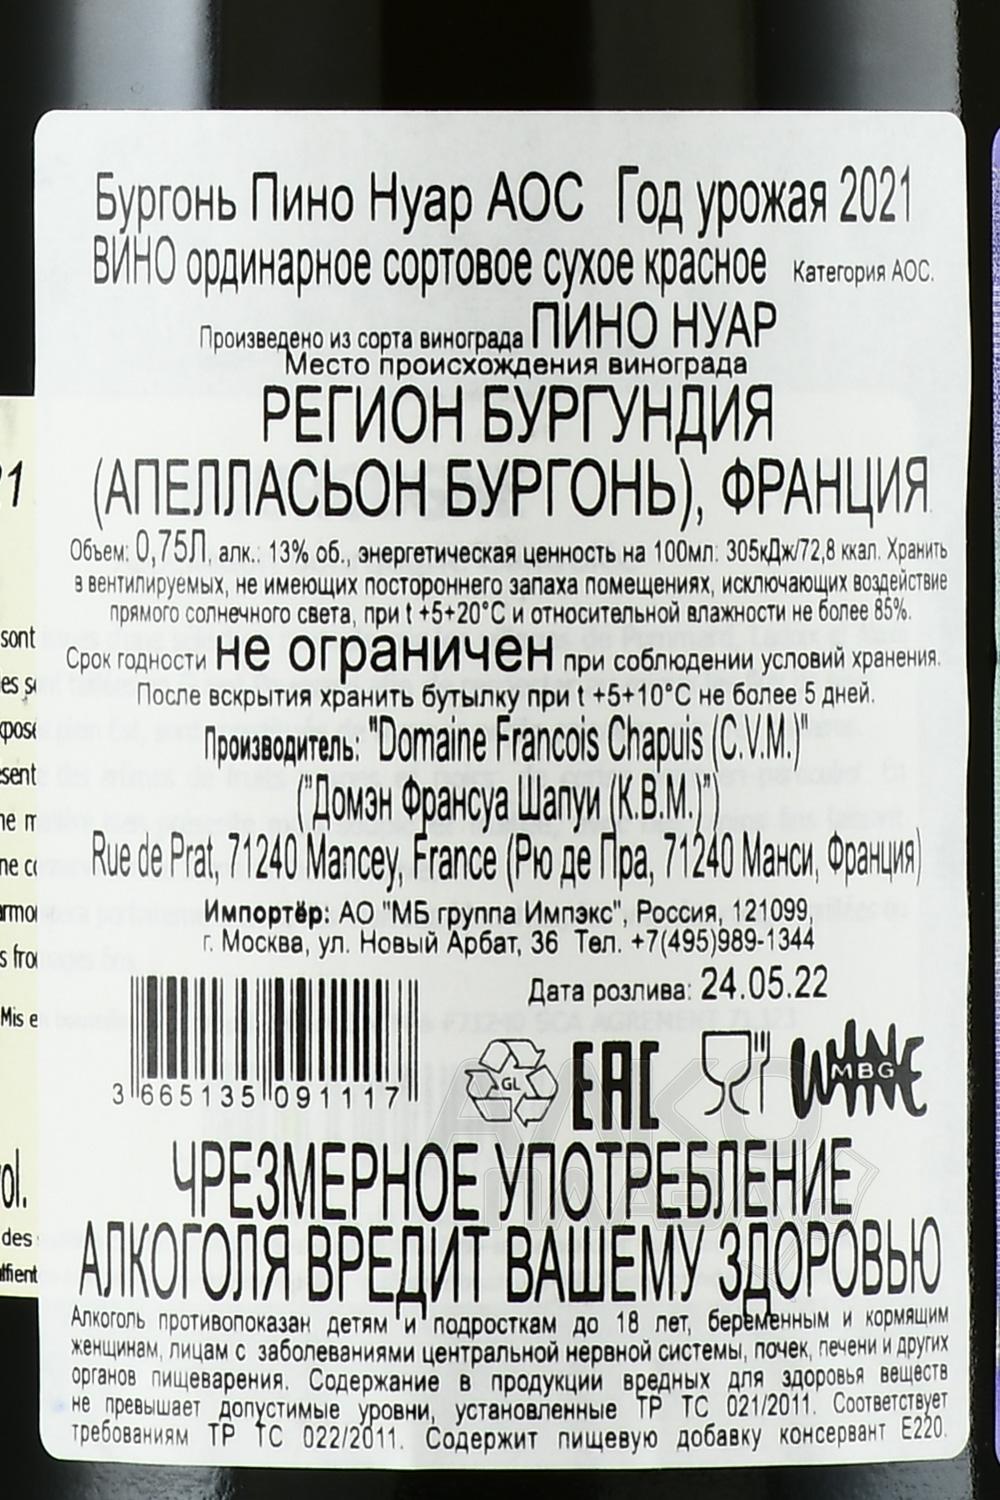 Бургонь Пино Нуар АОС Год урожая 2021
ВИНО ординарное сортовое сухое красное Категория АОС.
Произведено из сорта винограда ПИНО НУАР
Место происхождения винограда
РЕГИОН БУРГУНДИЯ
(АПЕЛЛАСЬОН БУРГОНЬ), ФРАНЦИЯ
Объем: 0,75Л, алк.: 13% об., энергетическая ценность на 100мл: 305кДж/72,8 ккал. Хранить
в вентилируемых, не имеющих постороннего запаха помещениях, исключающих воздействие
прямого солнечного света, при t +5+20°С и относительной влажности не более 85%.
Срок годности не ограничен при соблюдении условий хранения.
После вскрытия хранить бутылку при t +5+10°С не более 5 дней.
Производитель: "Domaine Francois Chapuis (C.V.M.)"
("Домэн Франсуа Шапуи (К.В.М.)")
Rue de Prat, 71240 Mancey, France (Рю де Пра, 71240 Манси, Франция)
Импортёр: АО "МБ группа Импэкс", Россия, 121099,
г. Москва, ул. Новый Арбат, 36 Тел. +7(495)989-1344
Дата розлива: 24.05.22
3 665135 091117
GL EAC WINE MBG
ЧРЕЗМЕРНОЕ УПОТРЕБЛЕНИЕ
АЛКОГОЛЯ ВРЕДИТ ВАШЕМУ ЗДОРОВЬЮ
Алкоголь противопоказан детям и подросткам до 18 лет, беременным и кормящим
женщинам, лицам с заболеваниями центральной нервной системы, почек, печени и других
органов пищеварения. Содержание в продукции вредных для здоровья веществ
не превышает допустимые уровни, установленные ТР ТС 021/2011. Соответствует
требованиям ТР ТС 022/2011. Содержит пищевую добавку консервант Е220.